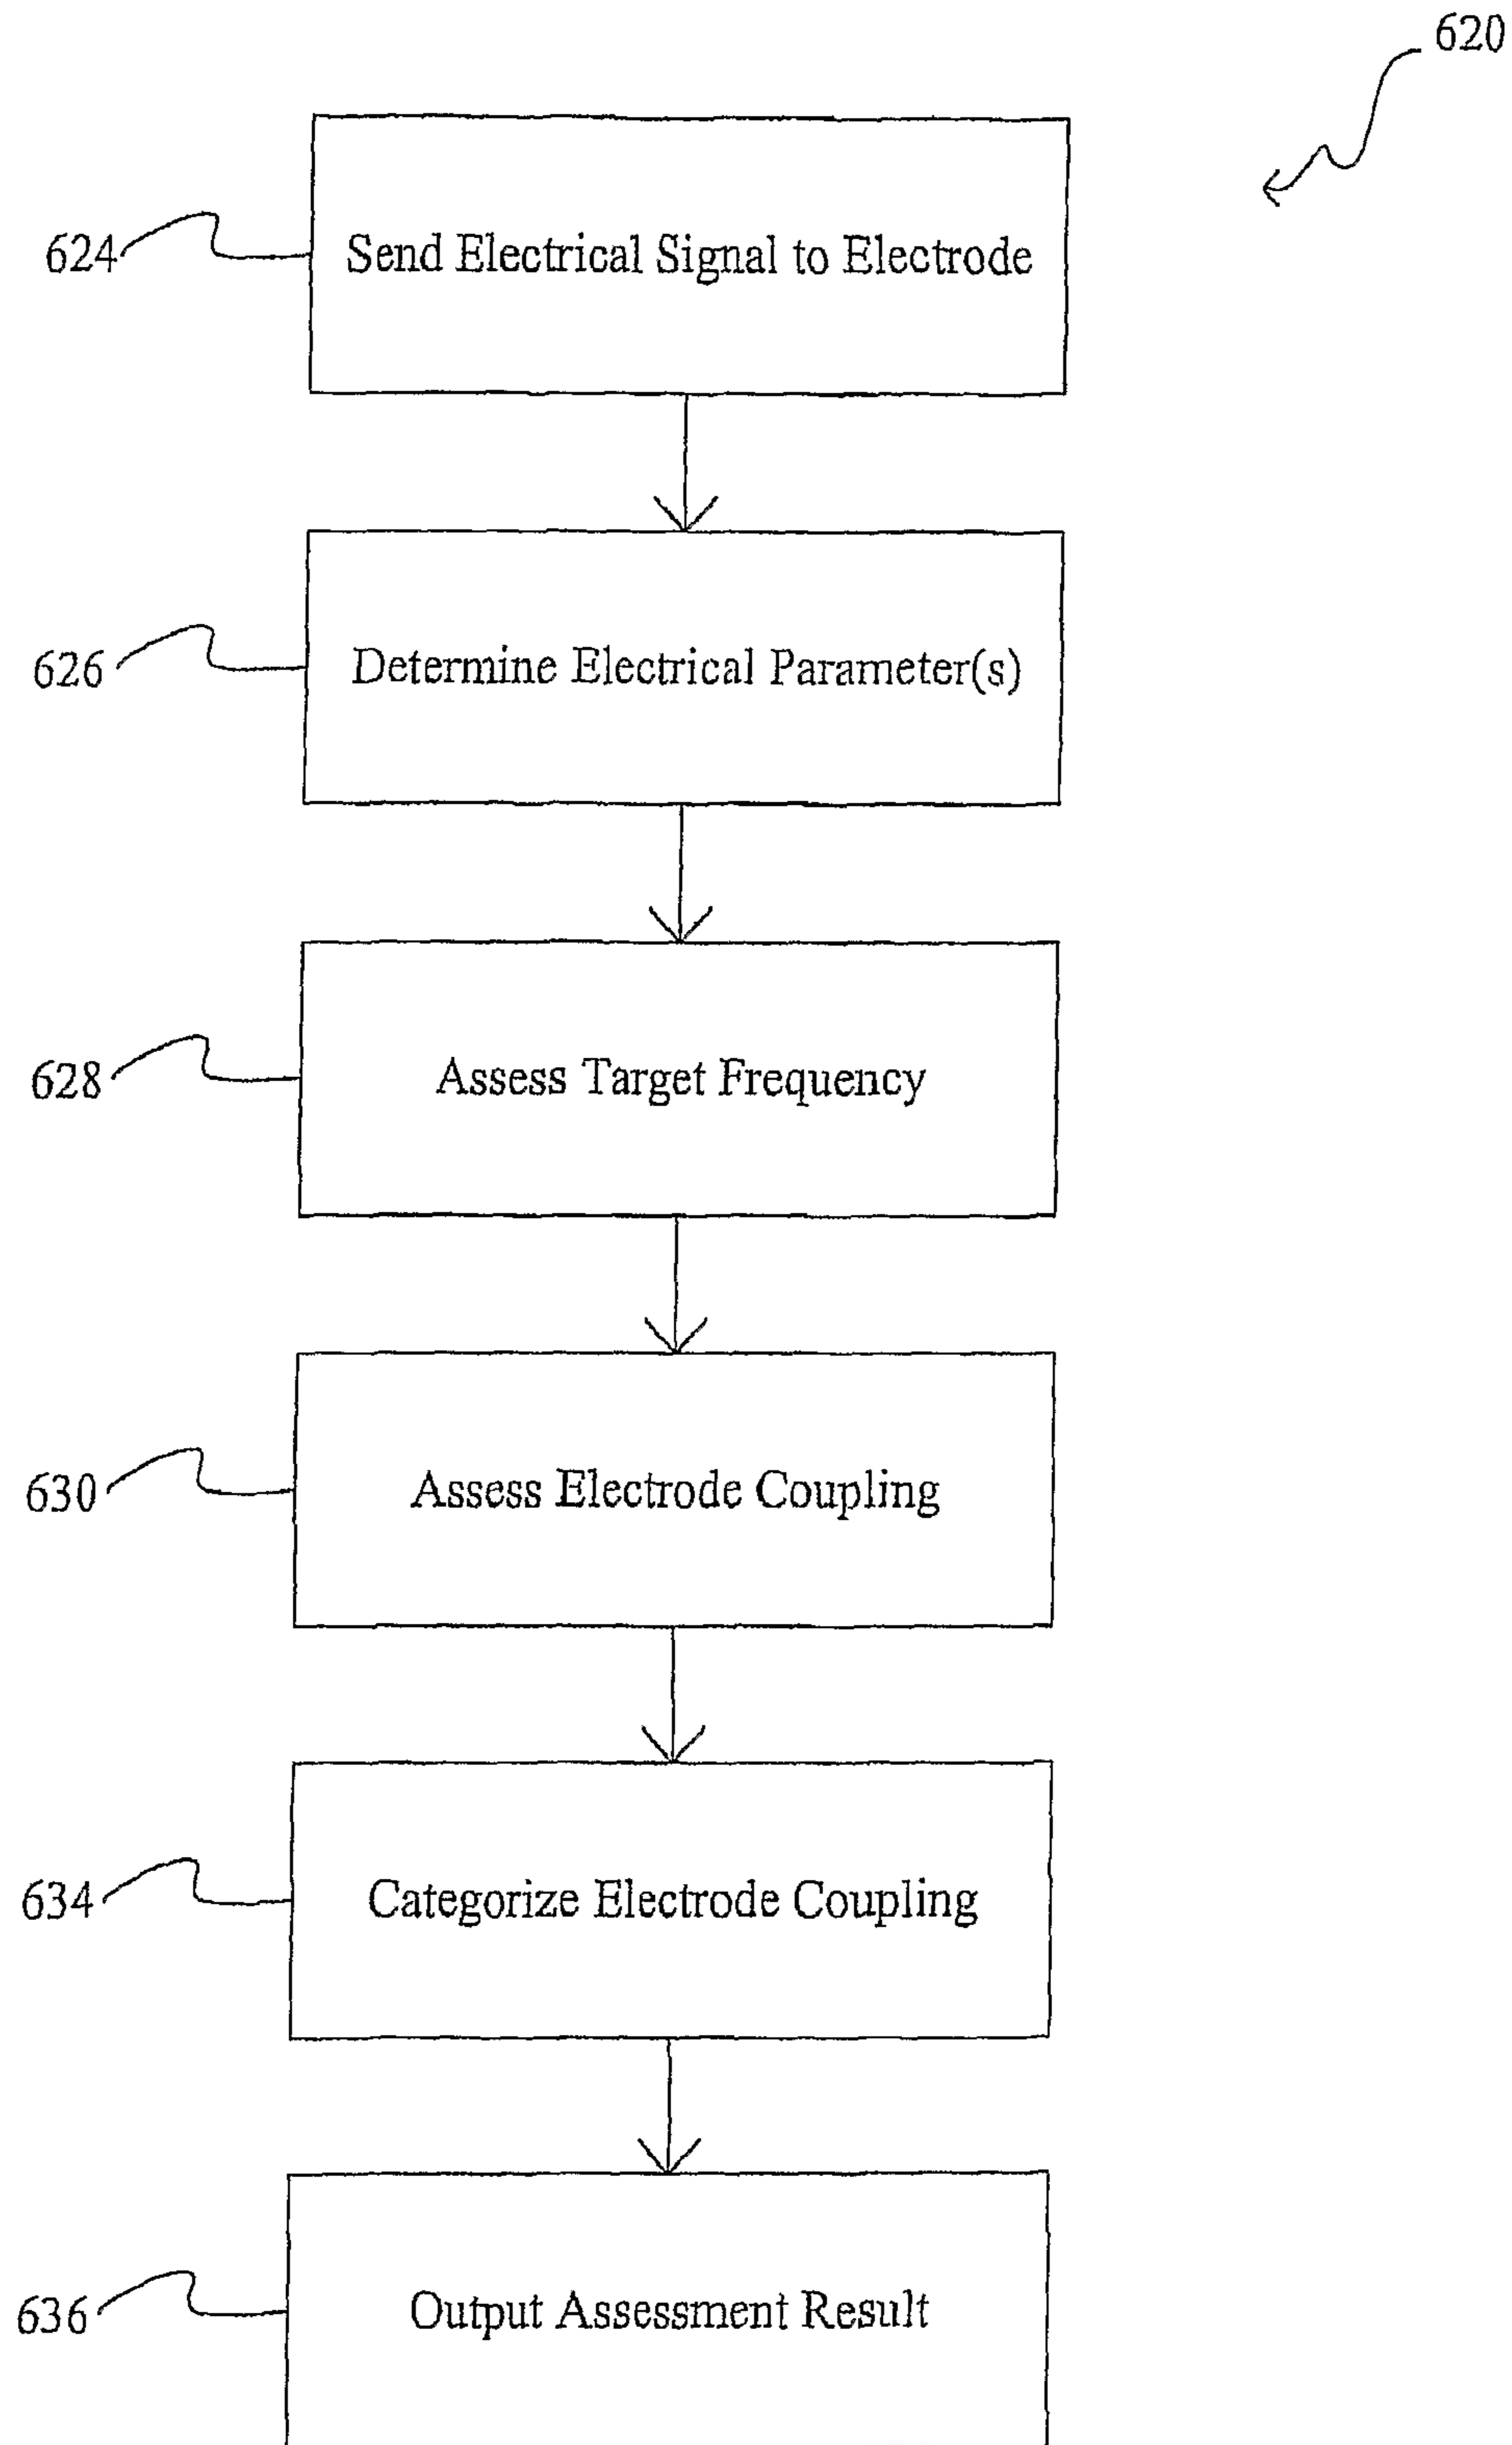 620
624 Send Electrical Signal to Electrode
626 Determine Electrical Parameter(s)
628 Assess Target Frequency
630 Assess Electrode Coupling
634 Categorize Electrode Coupling
636 Output Assessment Result